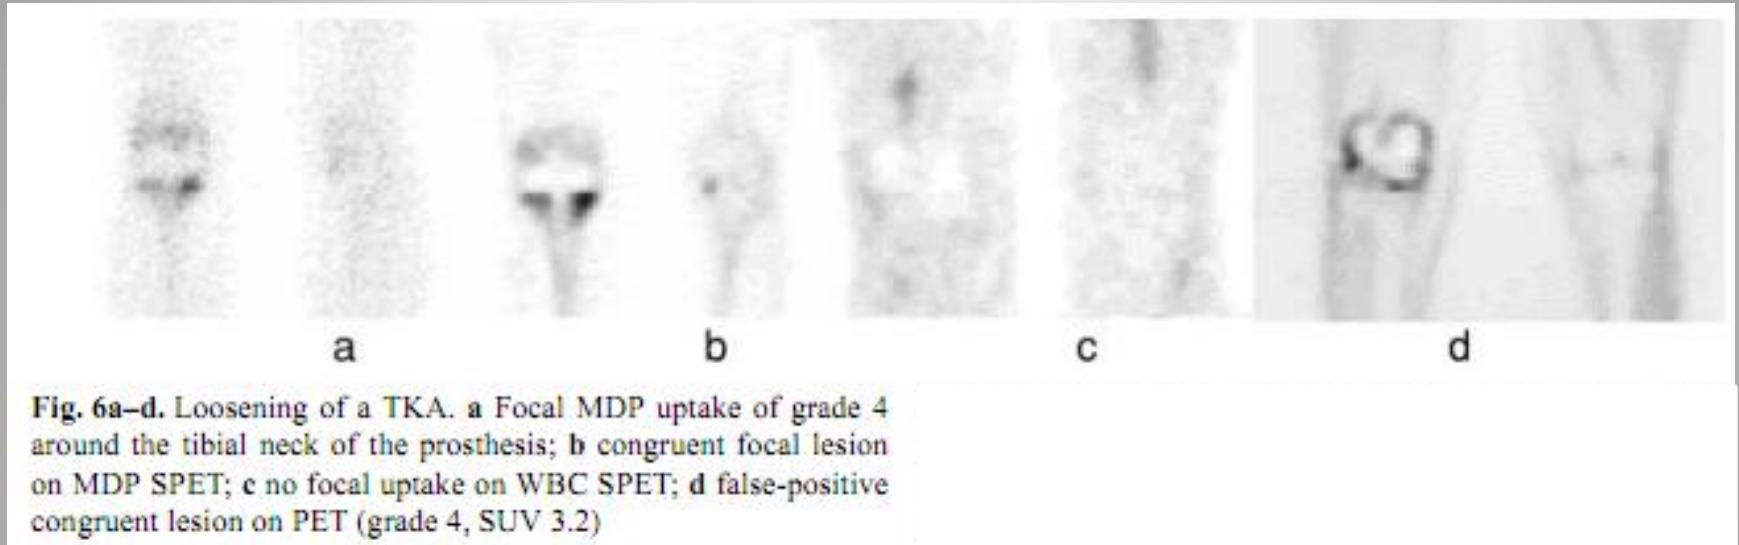 a
b
c
d
Fig. 6a–d. Loosening of a TKA. a Focal MDP uptake of grade 4
around the tibial neck of the prosthesis; b congruent focal lesion
on MDP SPET; c no focal uptake on WBC SPET; d false-positive
congruent lesion on PET (grade 4, SUV 3.2)